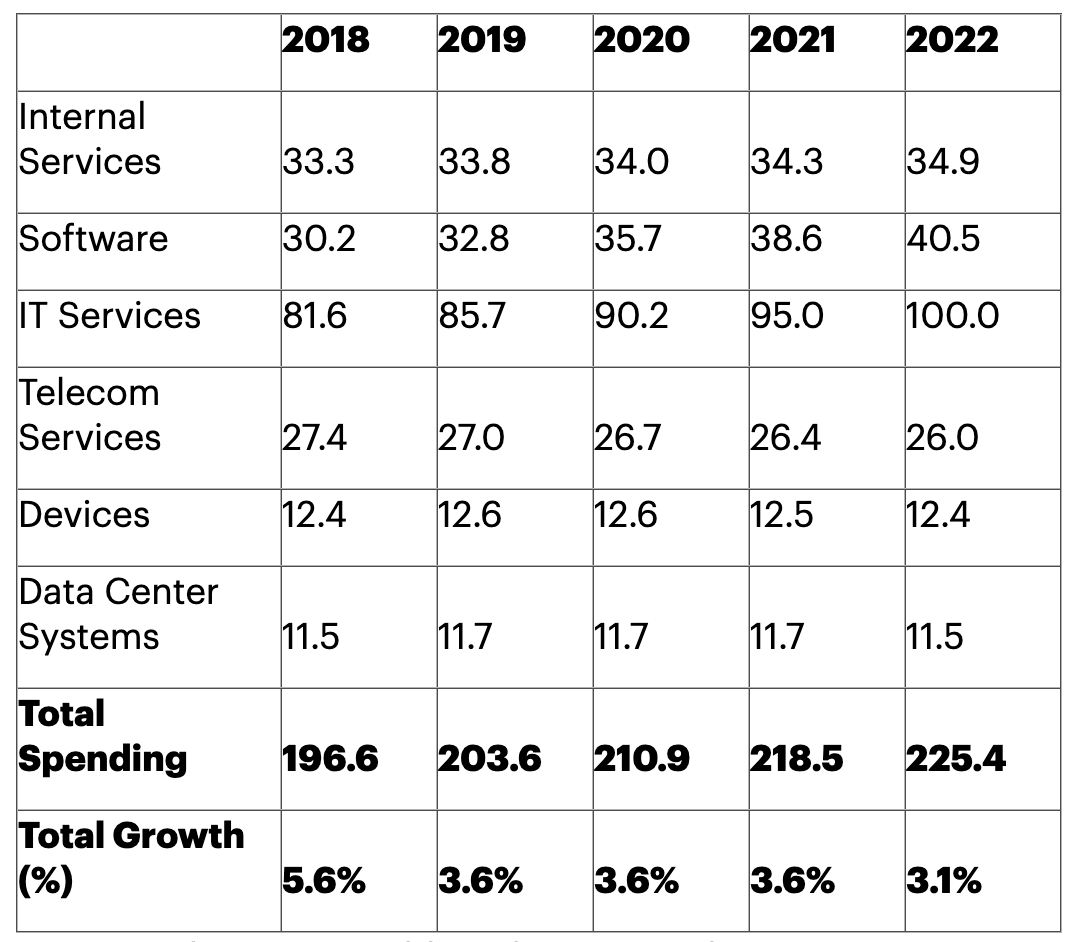 2018 2019 2020 2021 2022
Internal
Services 33.3 33.8 34.0 34.3 34.9
Software 30.2 32.8 35.7 38.6 40.5
IT Services 81.6 85.7 90.2 95.0 100.0
Telecom
Services 27.4 27.0 26.7 26.4 26.0
Devices 12.4 12.6 12.6 12.5 12.4
Data Center
Systems 11.5 11.7 11.7 11.7 11.5
Total
Spending 196.6 203.6 210.9 218.5 225.4
Total Growth
(%) 5.6% 3.6% 3.6% 3.6% 3.1%